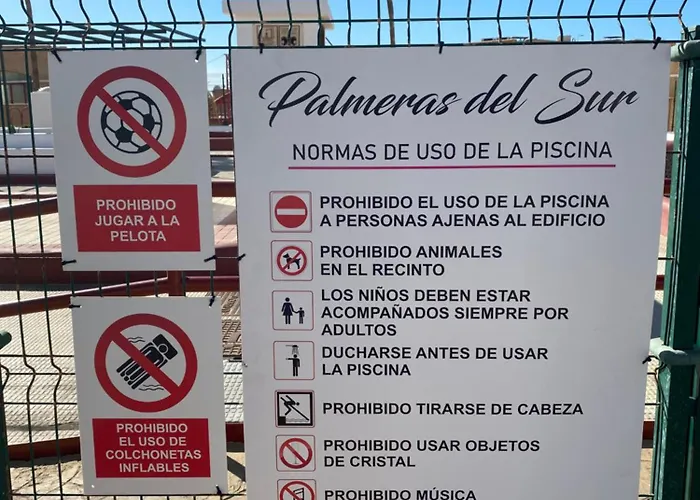 PROHIBIDO
JUGAR A LA
PELOTA
PROHIBIDO
EL USO DE
COLCHONETAS
INFLABLES
Palmeras del Sur
NORMAS DE USO DE LA PISCINA
PROHIBIDO EL USO DE LA PISCINA
A PERSONAS AJENAS AL EDIFICIO
PROHIBIDO ANIMALES
EN EL RECINTO
LOS NIÑOS DEBEN ESTAR
ACOMPAÑADOS SIEMPRE POR
ADULTOS
DUCHARSE ANTES DE USAR
LA PISCINA
PROHIBIDO TIRARSE DE CABEZA
PROHIBIDO USAR OBJETOS
DE CRISTAL
PROHIBIDO MÚSICA